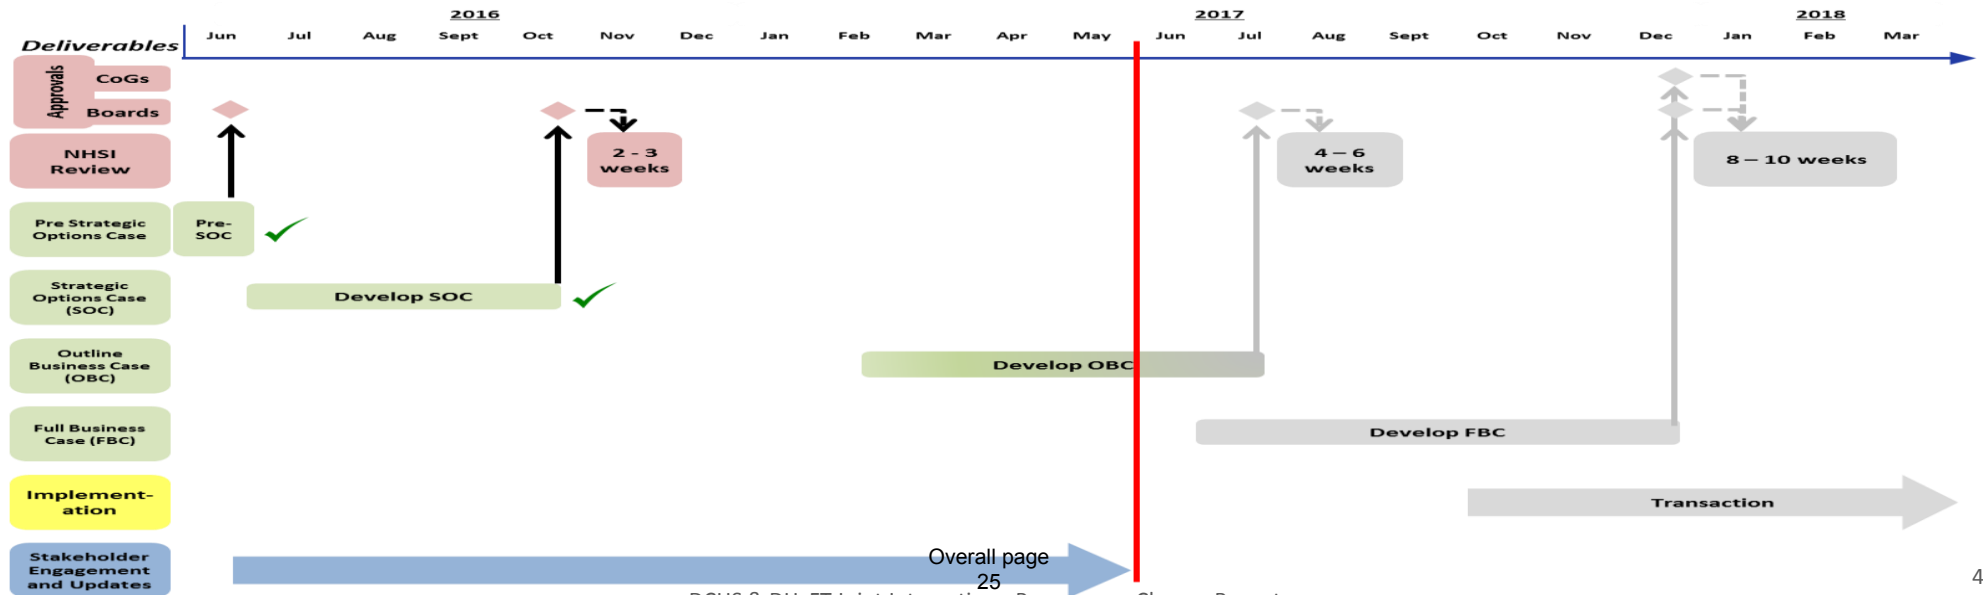 2016
2017
2018
Deliverables
Jun Jul Aug Sept Oct Nov Dec Jan Feb Mar Apr May Jun Jul Aug Sept Oct Nov Dec Jan Feb Mar
Approvals
CoGs
Boards
NHSI
Review
2 - 3
weeks
4 – 6
weeks
8 – 10 weeks
Pre Strategic
Options Case
Pre-
SOC
Strategic
Options Case
(SOC)
Develop SOC
Outline
Business Case
(OBC)
Develop OBC
Full Business
Case (FBC)
Develop FBC
Implement-
ation
Transaction
Stakeholder
Engagement
and Updates
Overall page
25
4